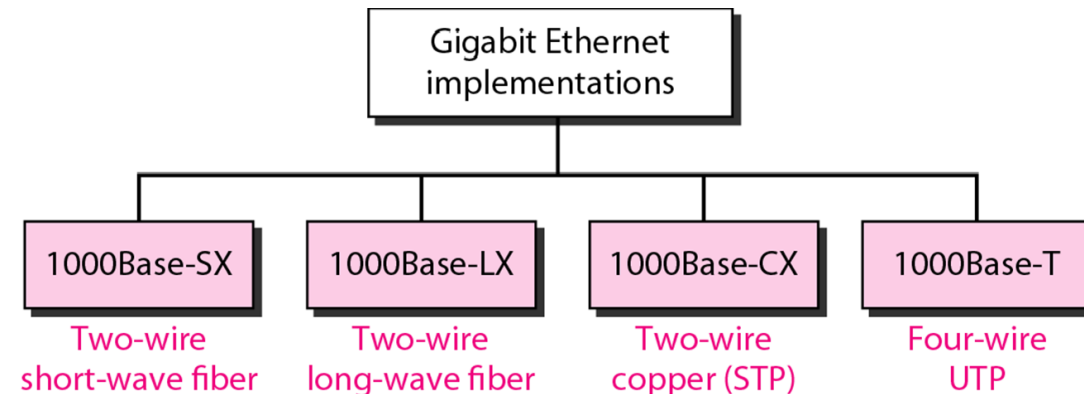 Gigabit Ethernet
implementations
1000Base-SX
1000Base-LX
1000Base-CX
1000Base-T
Two-wire
short-wave fiber
Two-wire
long-wave fiber
Two-wire
copper (STP)
Four-wire
UTP